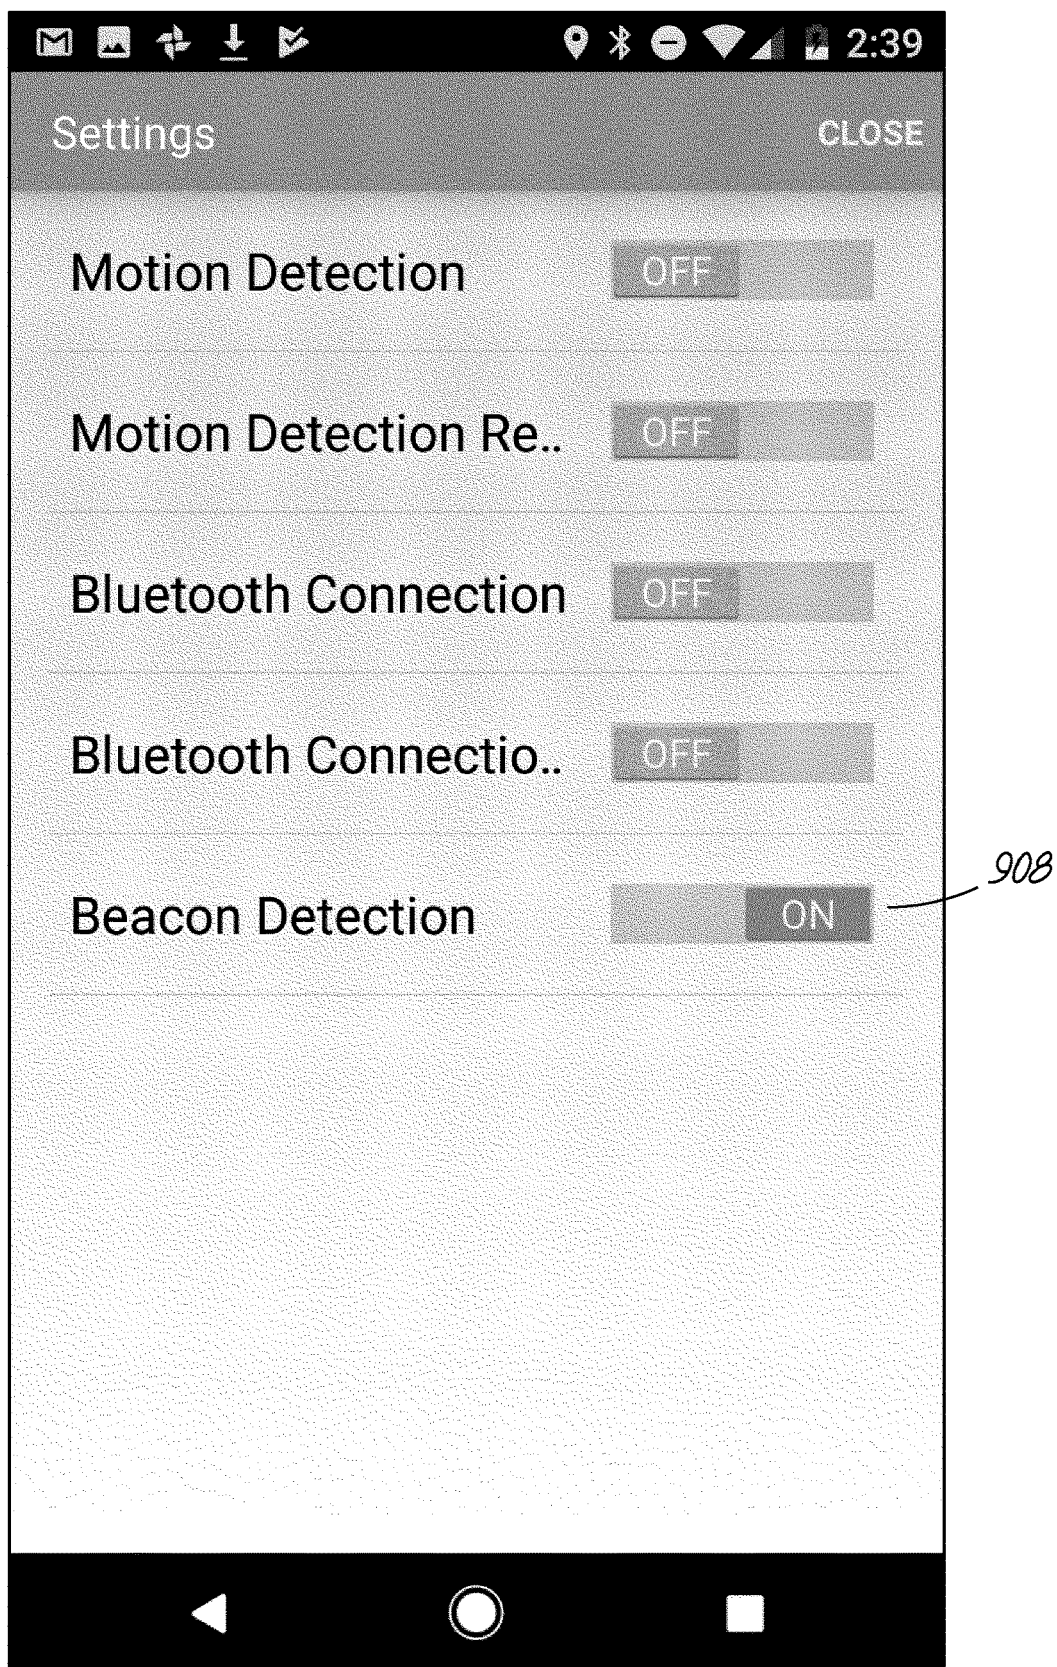 2:39
Settings CLOSE
Motion Detection OFF
Motion Detection Re.. OFF
Bluetooth Connection OFF
Bluetooth Connectio.. OFF
Beacon Detection ON
908